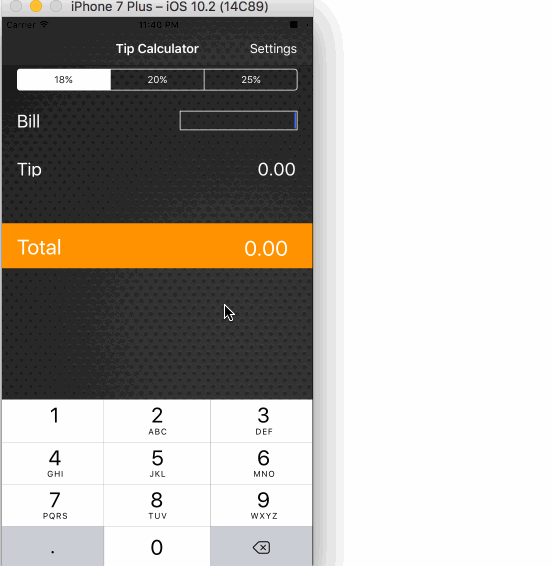 iPhone 7 Plus – iOS 10.2 (14C89)
Carrier 11:40 PM
Tip Calculator Settings
18% 20% 25%
Bill
Tip 0.00
Total 0.00
1 2 3
ABC DEF
4 5 6
GHI JKL MNO
7 8 9
PQRS TUV WXYZ
. 0